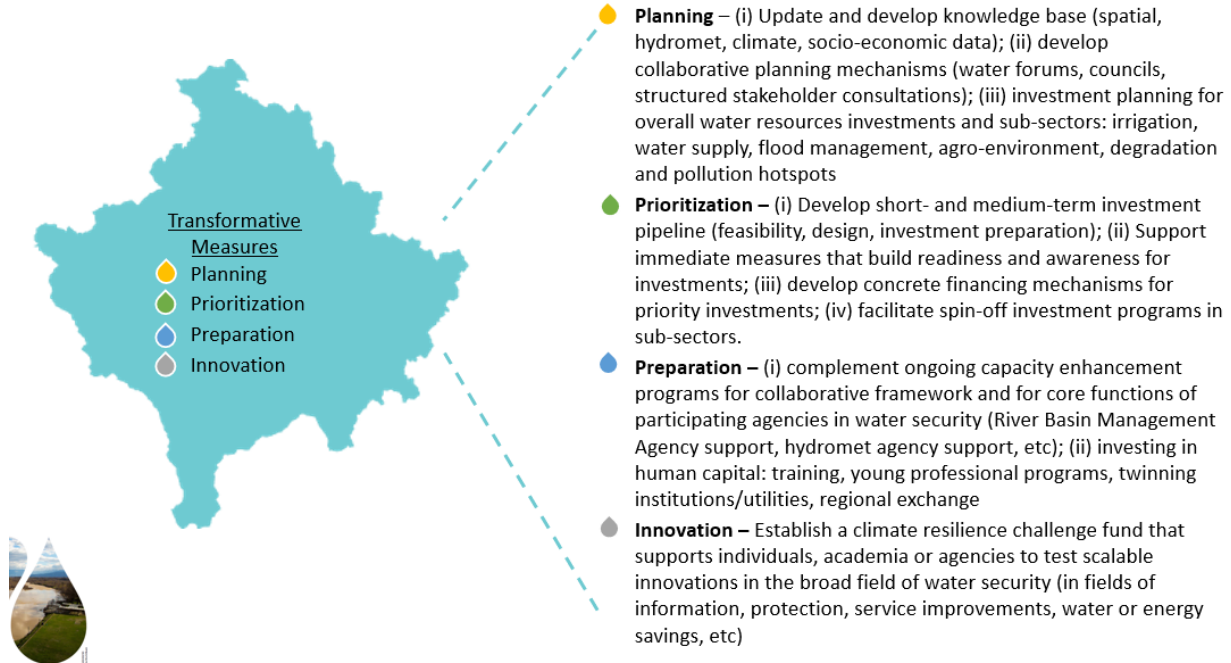 Transformative
Measures
Planning
Prioritization
Preparation
Innovation
Planning – (i) Update and develop knowledge base (spatial,
hydromet, climate, socio-economic data); (ii) develop
collaborative planning mechanisms (water forums, councils,
structured stakeholder consultations); (iii) investment planning for
overall water resources investments and sub-sectors: irrigation,
water supply, flood management, agro-environment, degradation
and pollution hotspots
Prioritization – (i) Develop short- and medium-term investment
pipeline (feasibility, design, investment preparation); (ii) Support
immediate measures that build readiness and awareness for
investments; (iii) develop concrete financing mechanisms for
priority investments; (iv) facilitate spin-off investment programs in
sub-sectors.
Preparation – (i) complement ongoing capacity enhancement
programs for collaborative framework and for core functions of
participating agencies in water security (River Basin Management
Agency support, hydromet agency support, etc); (ii) investing in
human capital: training, young professional programs, twinning
institutions/utilities, regional exchange
Innovation – Establish a climate resilience challenge fund that
supports individuals, academia or agencies to test scalable
innovations in the broad field of water security (in fields of
information, protection, service improvements, water or energy
savings, etc)